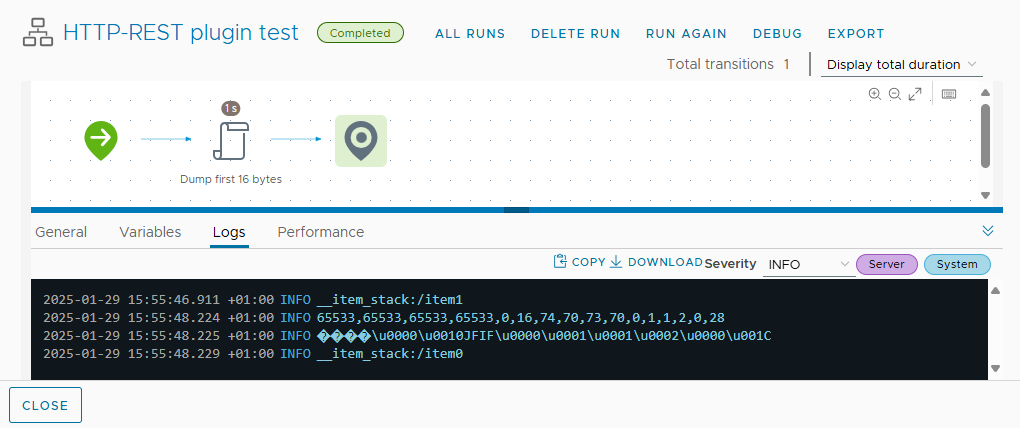 HTTP-REST plugin test Completed ALL RUNS DELETE RUN RUN AGAIN DEBUG EXPORT
Total transitions 1 Display total duration
1 s
Dump first 16 bytes
General Variables Logs Performance
COPY DOWNLOAD Severity INFO Server System
2025-01-29 15:55:46.911 +01:00 INFO __item_stack:/item1
2025-01-29 15:55:48.224 +01:00 INFO 65533,65533,65533,65533,0,16,74,70,73,70,0,1,1,2,0,28
2025-01-29 15:55:48.225 +01:00 INFO ����\u0000\u0010JFIF\u0000\u0001\u0001\u0002\u0000\u001C
2025-01-29 15:55:48.229 +01:00 INFO __item_stack:/item0
CLOSE